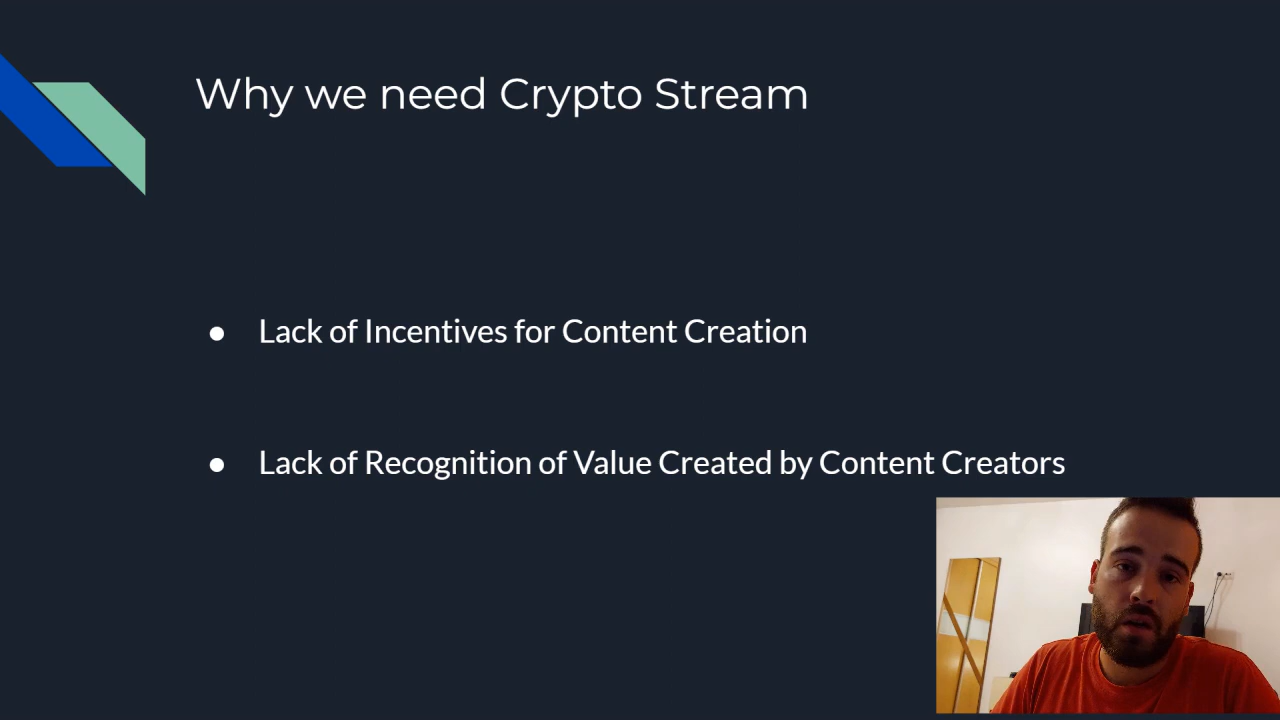 Why we need Crypto Stream
● Lack of Incentives for Content Creation
● Lack of Recognition of Value Created by Content Creators